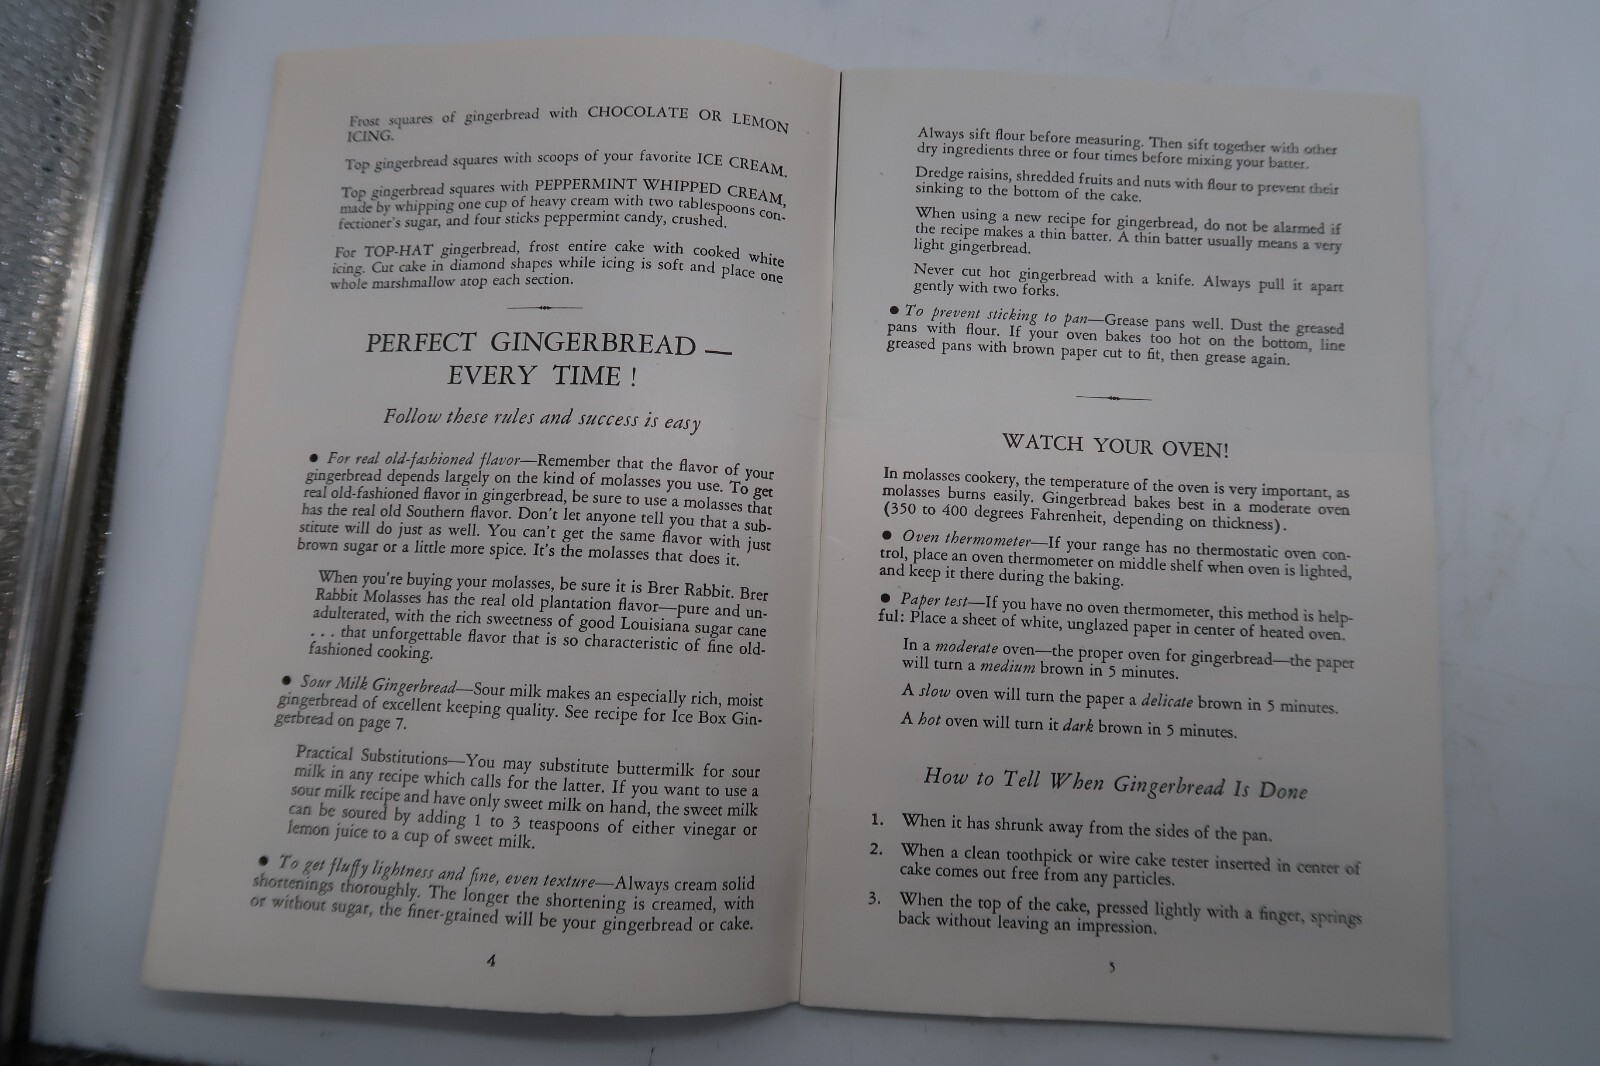 Frost squares of gingerbread with CHOCOLATE OR LEMON
ICING.
Top gingerbread squares with scoops of your favorite ICE CREAM.
Top gingerbread squares with PEPPERMINT WHIPPED CREAM,
made by whipping one cup of heavy cream with two tablespoons con-
fectioner's sugar, and four sticks peppermint candy, crushed.
For TOP-HAT gingerbread, frost entire cake with cooked white
icing. Cut cake in diamond shapes while icing is soft and place one
whole marshmallow atop each section.
PERFECT GINGERBREAD —
EVERY TIME!
Follow these rules and success is easy
● For real old-fashioned flavor—Remember that the flavor of your
gingerbread depends largely on the kind of molasses you use. To get
real old-fashioned flavor in gingerbread, be sure to use a molasses that
has the real old Southern flavor. Don't let anyone tell you that a sub-
stitute will do just as well. You can't get the same flavor with just
brown sugar or a little more spice. It's the molasses that does it.
When you're buying your molasses, be sure it is Brer Rabbit. Brer
Rabbit Molasses has the real old plantation flavor—pure and un-
adulterated, with the rich sweetness of good Louisiana sugar cane
. . . that unforgettable flavor that is so characteristic of fine old-
fashioned cooking.
● Sour Milk Gingerbread—Sour milk makes an especially rich, moist
gingerbread of excellent keeping quality. See recipe for Ice Box Gin-
gerbread on page 7.
Practical Substitutions—You may substitute buttermilk for sour
milk in any recipe which calls for the latter. If you want to use a
sour milk recipe and have only sweet milk on hand, the sweet milk
can be soured by adding 1 to 3 teaspoons of either vinegar or
lemon juice to a cup of sweet milk.
● To get fluffy lightness and fine, even texture—Always cream solid
shortenings thoroughly. The longer the shortening is creamed, with
or without sugar, the finer-grained will be your gingerbread or cake.
4
Always sift flour before measuring. Then sift together with other
dry ingredients three or four times before mixing your batter.
Dredge raisins, shredded fruits and nuts with flour to prevent their
sinking to the bottom of the cake.
When using a new recipe for gingerbread, do not be alarmed if
the recipe makes a thin batter. A thin batter usually means a very
light gingerbread.
Never cut hot gingerbread with a knife. Always pull it apart
gently with two forks.
● To prevent sticking to pan—Grease pans well. Dust the greased
pans with flour. If your oven bakes too hot on the bottom, line
greased pans with brown paper cut to fit, then grease again.
WATCH YOUR OVEN!
In molasses cookery, the temperature of the oven is very important, as
molasses burns easily. Gingerbread bakes best in a moderate oven
(350 to 400 degrees Fahrenheit, depending on thickness).
● Oven thermometer—If your range has no thermostatic oven con-
trol, place an oven thermometer on middle shelf when oven is lighted,
and keep it there during the baking.
● Paper test—If you have no oven thermometer, this method is help-
ful: Place a sheet of white, unglazed paper in center of heated oven.
In a moderate oven—the proper oven for gingerbread—the paper
will turn a medium brown in 5 minutes.
A slow oven will turn the paper a delicate brown in 5 minutes.
A hot oven will turn it dark brown in 5 minutes.
How to Tell When Gingerbread Is Done
1. When it has shrunk away from the sides of the pan.
2. When a clean toothpick or wire cake tester inserted in center of
cake comes out free from any particles.
3. When the top of the cake, pressed lightly with a finger, springs
back without leaving an impression.
5